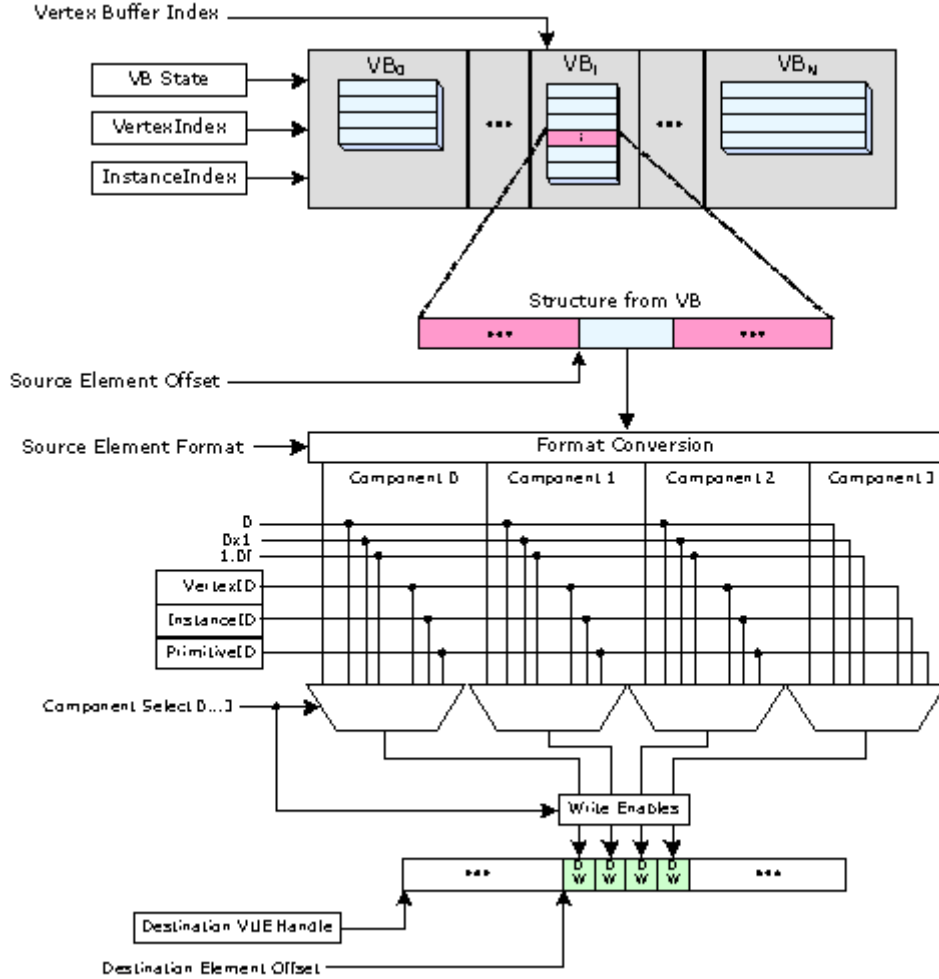 Vertex Buffer Index
VB0
VBI
VBN
VB State
•••
•••
VertexIndex
i
InstanceIndex
Structure from VB
•••
•••
Source Element Offset
Source Element Format
Format Conversion
Component 0
Component 1
Component 2
Component 3
0
0x1
1.0f
VertexID
InstanceID
PrimitiveID
Component Select 0...3
Write Enables
•••
DW
DW
DW
DW
•••
Destination VUE Handle
Destination Element Offset